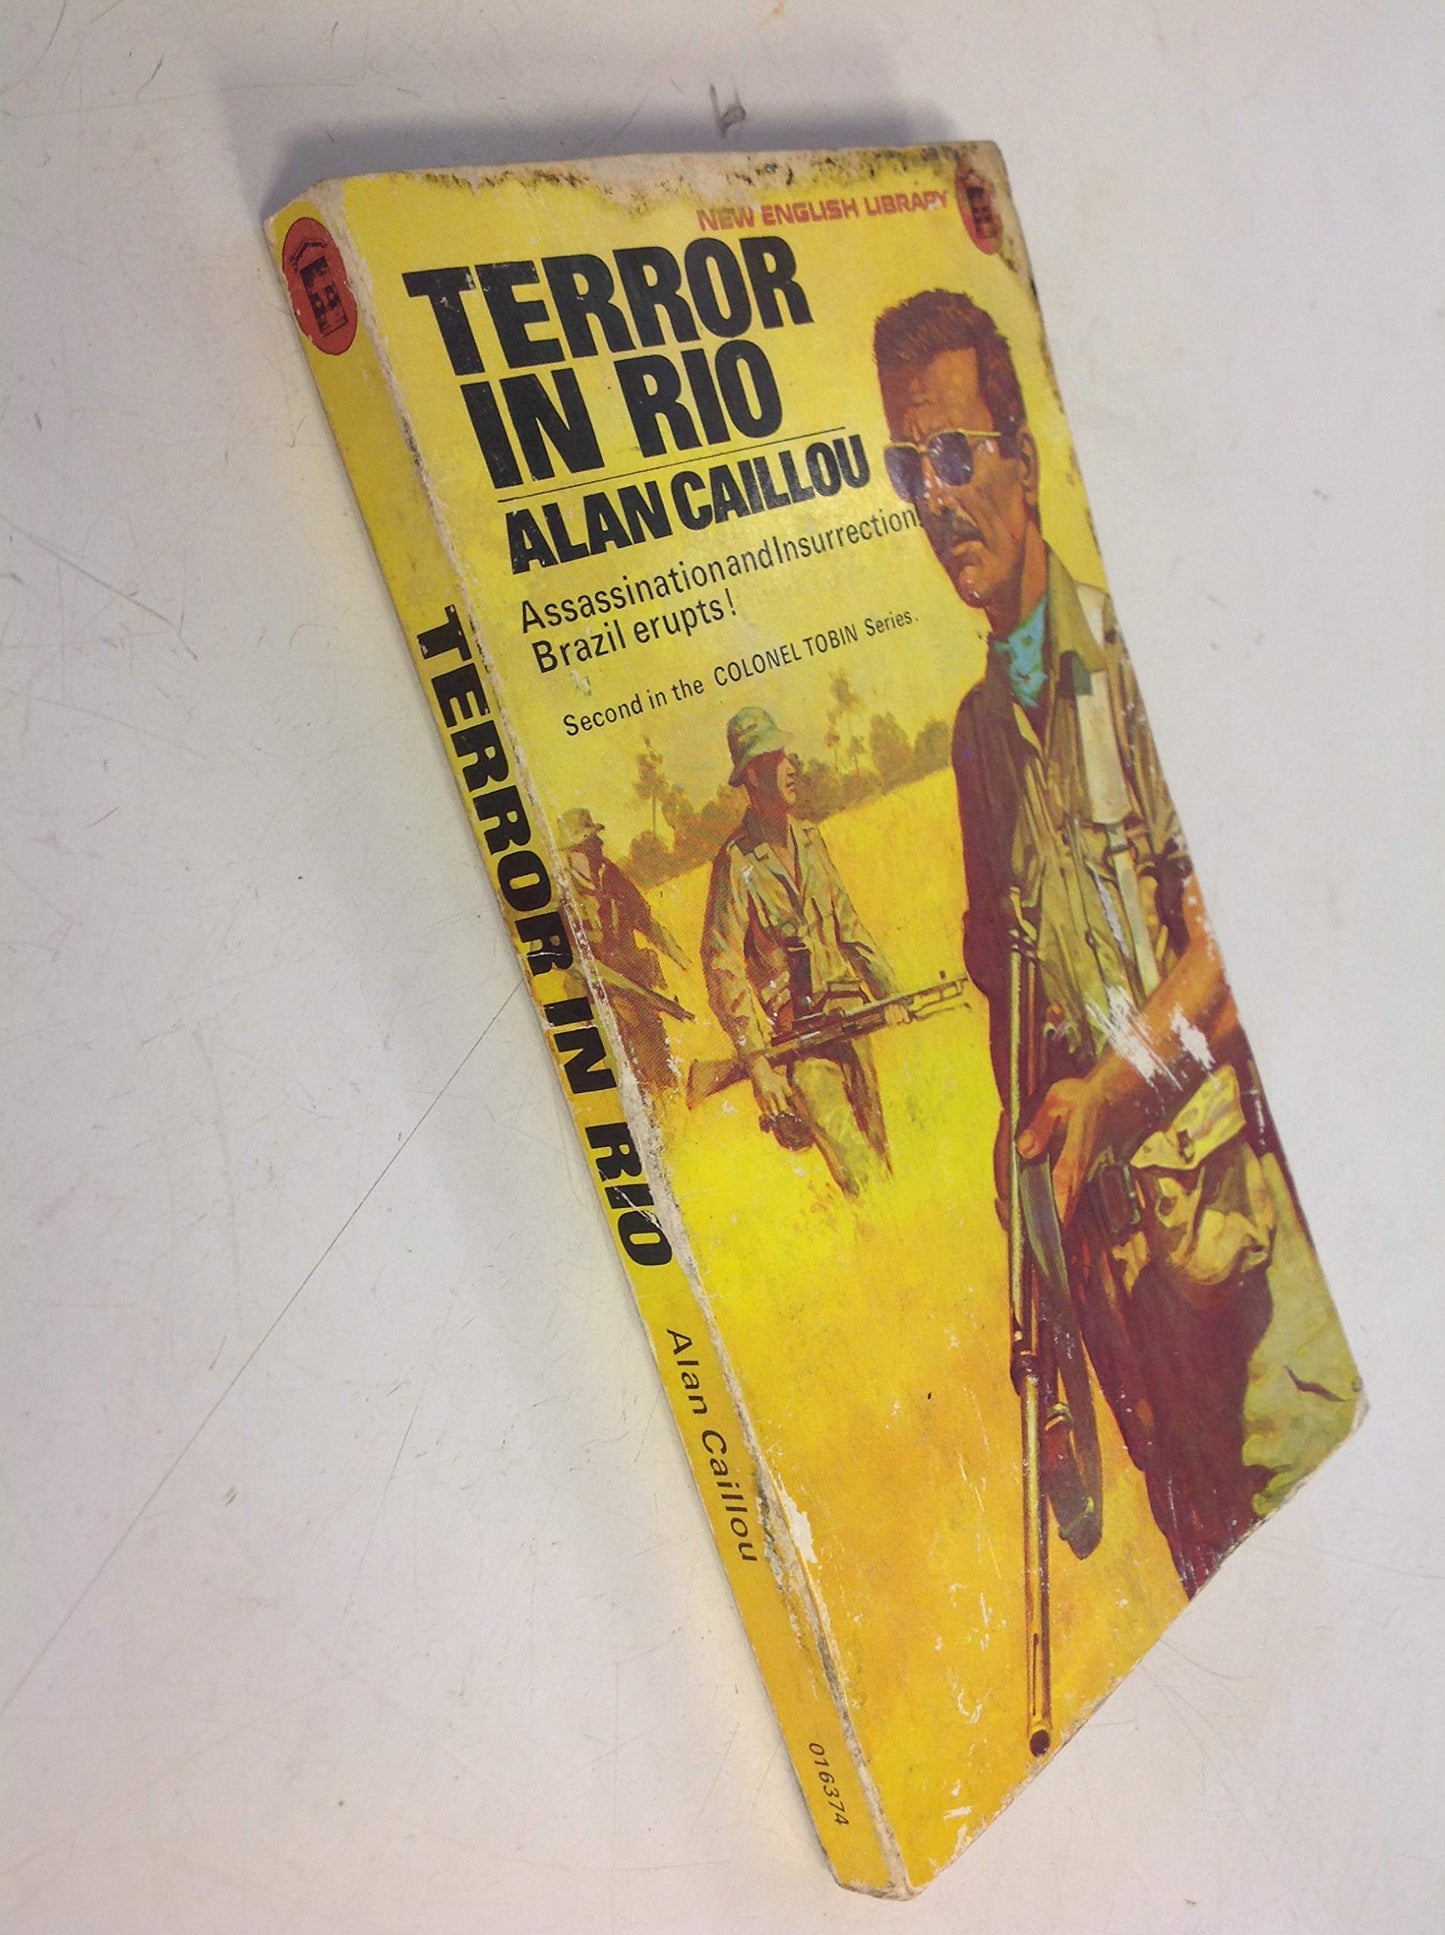 NEW ENGLISH LIBRARY
TERROR
IN RIO
ALAN CAILLOU
Assassination and Insurrection!
Brazil erupts!
Second in the COLONEL TOBIN Series.
TERROR IN RIO Alan Caillou 016374